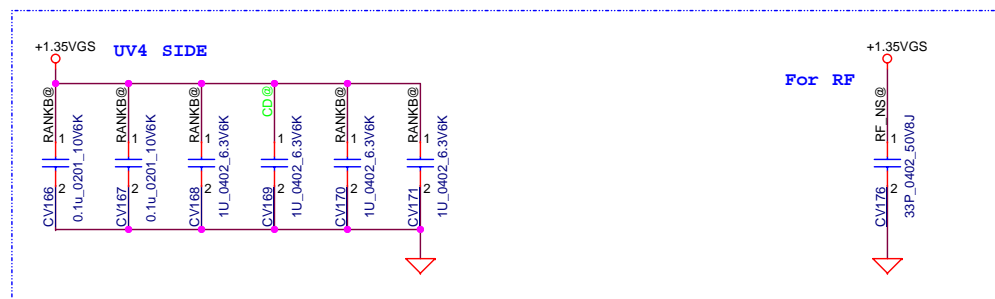 +1.35VGS
UV4 SIDE
RANKB@
1
2
CV166
0.1u_0201_10V6K
RANKB@
1
2
CV167
0.1u_0201_10V6K
RANKB@
1
2
CV168
1U_0402_6.3V6K
CD@
1
2
CV169
1U_0402_6.3V6K
RANKB@
1
2
CV170
1U_0402_6.3V6K
RANKB@
1
2
CV171
1U_0402_6.3V6K
+1.35VGS
For RF
RF_NS@
1
2
CV176
33P_0402_50V8J